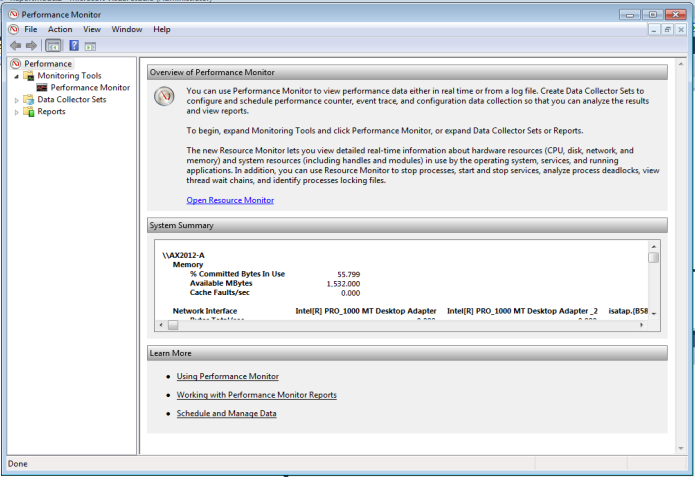 Performance Monitor
File Action View Window Help
Performance
Monitoring Tools
Performance Monitor
Data Collector Sets
Reports
Overview of Performance Monitor
You can use Performance Monitor to view performance data either in real time or from a log file. Create Data Collector Sets to
configure and schedule performance counter, event trace, and configuration data collection so that you can analyze the results
and view reports.
To begin, expand Monitoring Tools and click Performance Monitor, or expand Data Collector Sets or Reports.
The new Resource Monitor lets you view detailed real-time information about hardware resources (CPU, disk, network, and
memory) and system resources (including handles and modules) in use by the operating system, services, and running
applications. In addition, you can use Resource Monitor to stop processes, start and stop services, analyze process deadlocks, view
thread wait chains, and identify processes locking files.
Open Resource Monitor
System Summary
\\AX2012-A
Memory
% Committed Bytes In Use 55.799
Available MBytes 1.532.000
Cache Faults/sec 0.000
Network Interface Intel[R] PRO_1000 MT Desktop Adapter Intel[R] PRO_1000 MT Desktop Adapter _2 isatap.{B58
Learn More
Using Performance Monitor
Working with Performance Monitor Reports
Schedule and Manage Data
Done